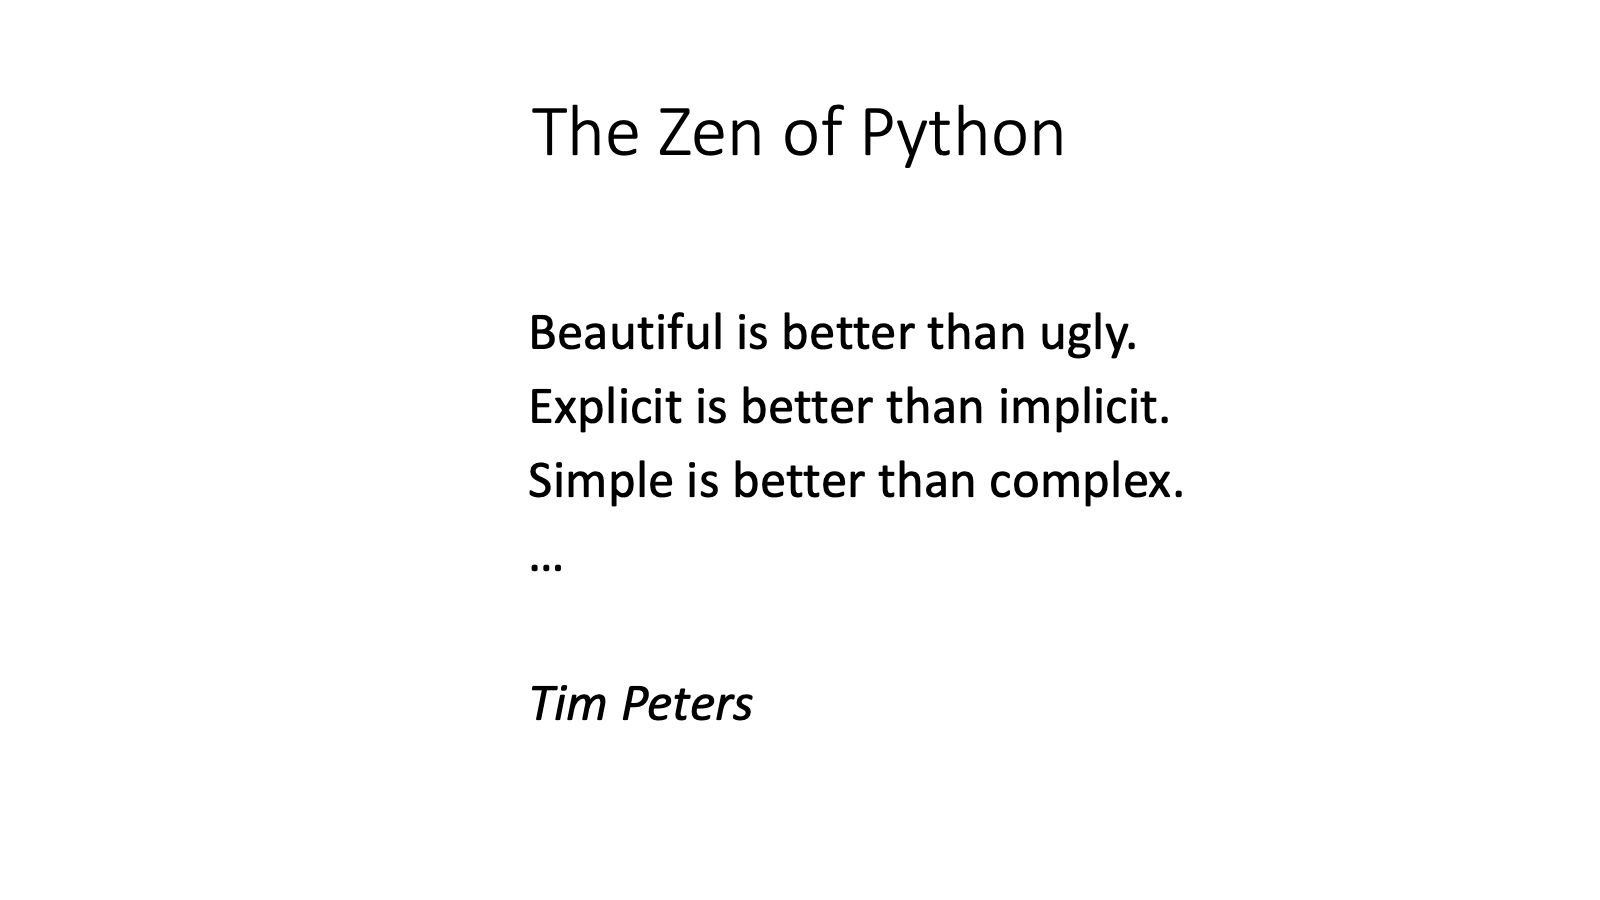 The Zen of Python
Beautiful is better than ugly.
Explicit is better than implicit.
Simple is better than complex.
…
Tim Peters